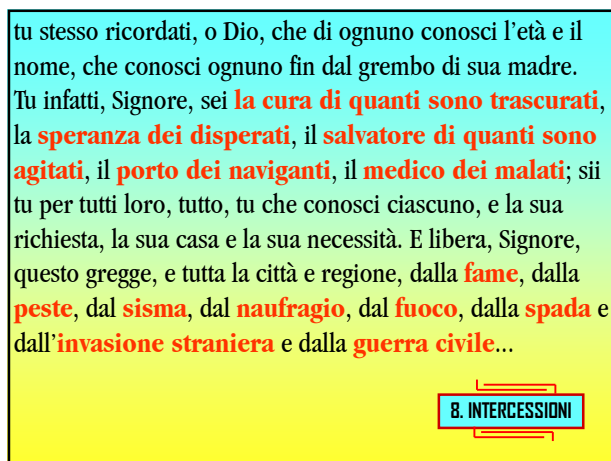 tu stesso ricordati, o Dio, che di ognuno conosci l'età e il
nome, che conosci ognuno fin dal grembo di sua madre.
Tu infatti, Signore, sei la cura di quanti sono trascurati,
la speranza dei disperati, il salvatore di quanti sono
agitati, il porto dei naviganti, il medico dei malati; sii
tu per tutti loro, tutto, tu che conosci ciascuno, e la sua
richiesta, la sua casa e la sua necessità. E libera, Signore,
questo gregge, e tutta la città e regione, dalla fame, dalla
peste, dal sisma, dal naufragio, dal fuoco, dalla spada e
dall'invasione straniera e dalla guerra civile...
8. INTERCESSIONI